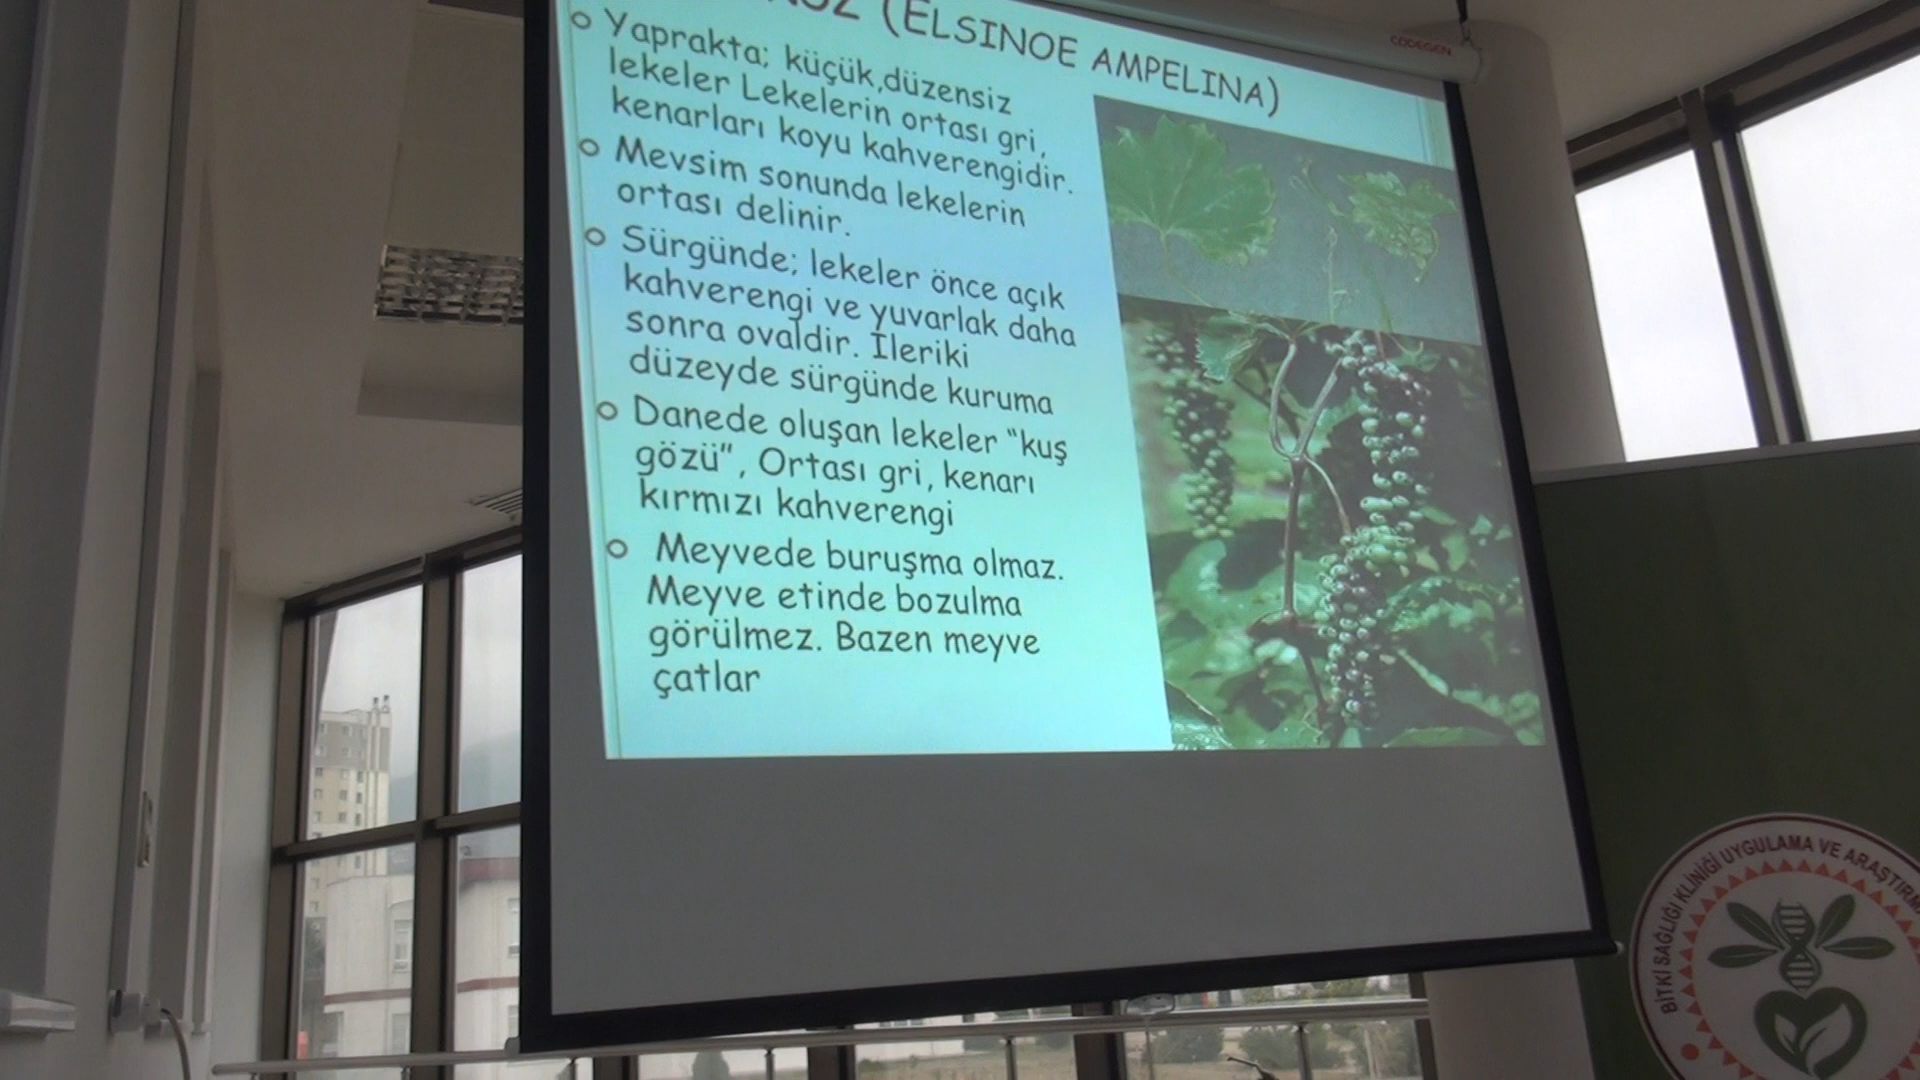 (ELSINOE AMPELINA)
CODEGEN
Yaprakta; küçük,düzensiz
lekeler Lekelerin ortası gri,
kenarları koyu kahverengidir.
Mevsim sonunda lekelerin
ortası delinir.
Sürgünde; lekeler önce açık
kahverengi ve yuvarlak daha
sonra ovaldir. İleriki
düzeyde sürgünde kuruma
Danede oluşan lekeler “kuş
gözü”, Ortası gri, kenarı
kırmızı kahverengi
Meyvede buruşma olmaz.
Meyve etinde bozulma
görülmez. Bazen meyve
çatlar
BİTKİ SAĞLIĞI KLİNİĞİ UYGULAMA VE